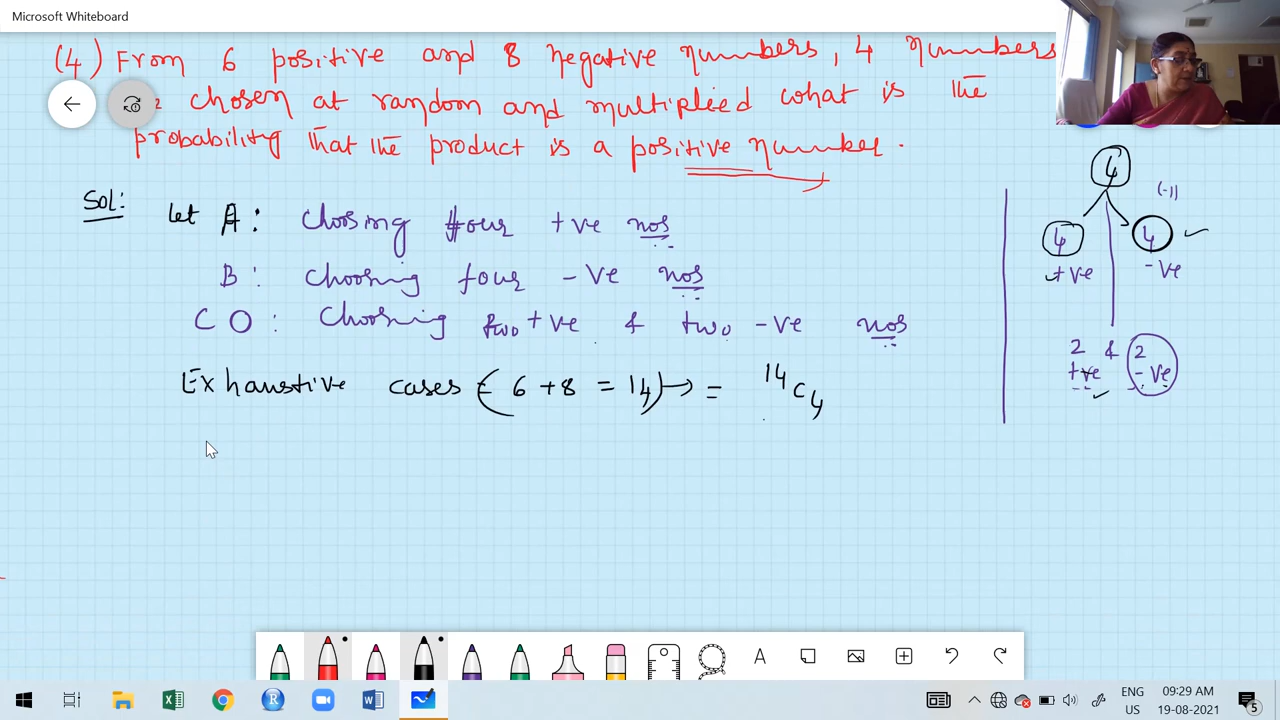 Microsoft Whiteboard
(4) From 6 positive and 8 negative numbers, 4 numbers
chosen at random and multiplied what is the
probability that the product is a positive number.
Sol: let A: choosing four +ve nos
B: choosing four -ve nos
C : choosing two +ve & two -ve nos
Exhaustive cases = (6 + 8 = 14) → = 14C4
4
(-1)
4 4
+ve -ve
2 & 2
+ve -ve
A
ENG
US
09:29 AM
19-08-2021
5